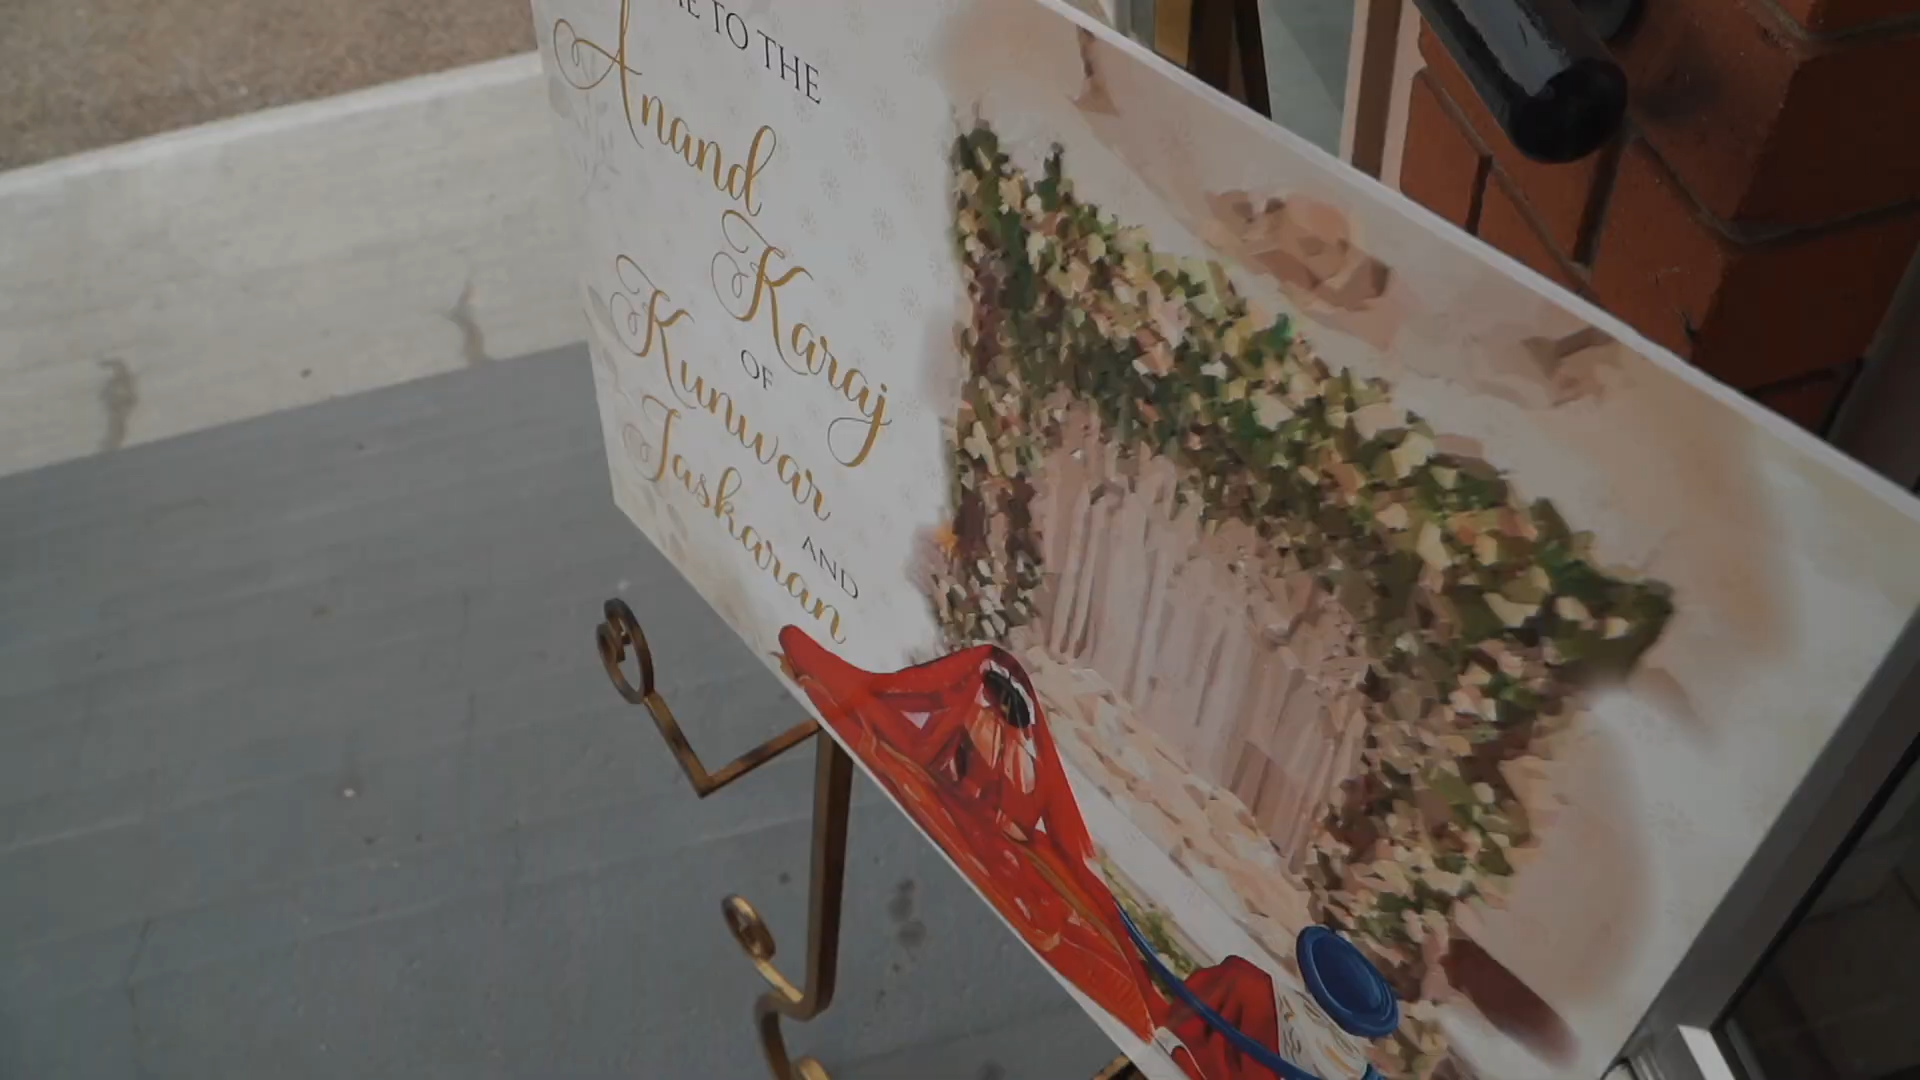 TO THE
Anand
Karaj
OF
Kunwar
AND
Jaskaran